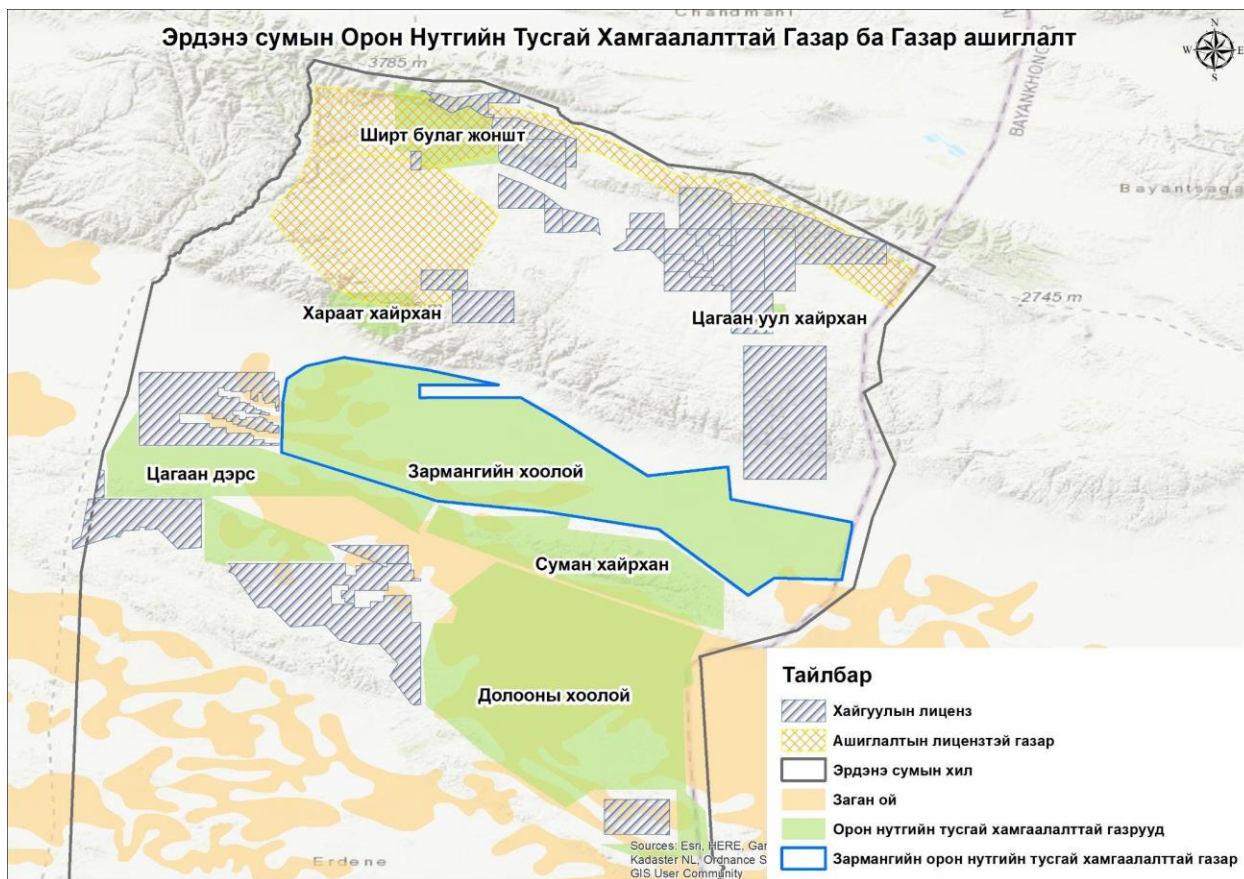 Chandmani
Эрдэнэ сумын Орон Нутгийн Тусгай Хамгаалалттай Газар ба Газар ашиглалт
N
W E
S
3785 m
BAYANKHONGOR
Ширт булаг жоншт
Bayantsaga
2745 m
Хараат хайрхан
Цагаан уул хайрхан
Зармангийн хоолой
Цагаан дэрс
Суман хайрхан
Долооны хоолой
Тайлбар
Хайгуулын лиценз
Ашиглалтын лицензтэй газар
Эрдэнэ сумын хил
Заган ой
Орон нутгийн тусгай хамгаалалттай газрууд
Зармангийн орон нутгийн тусгай хамгаалалттай газар
Sources: Esri, HERE, Gar
Kadaster NL, Ordnance S
GIS User Community
Erdene